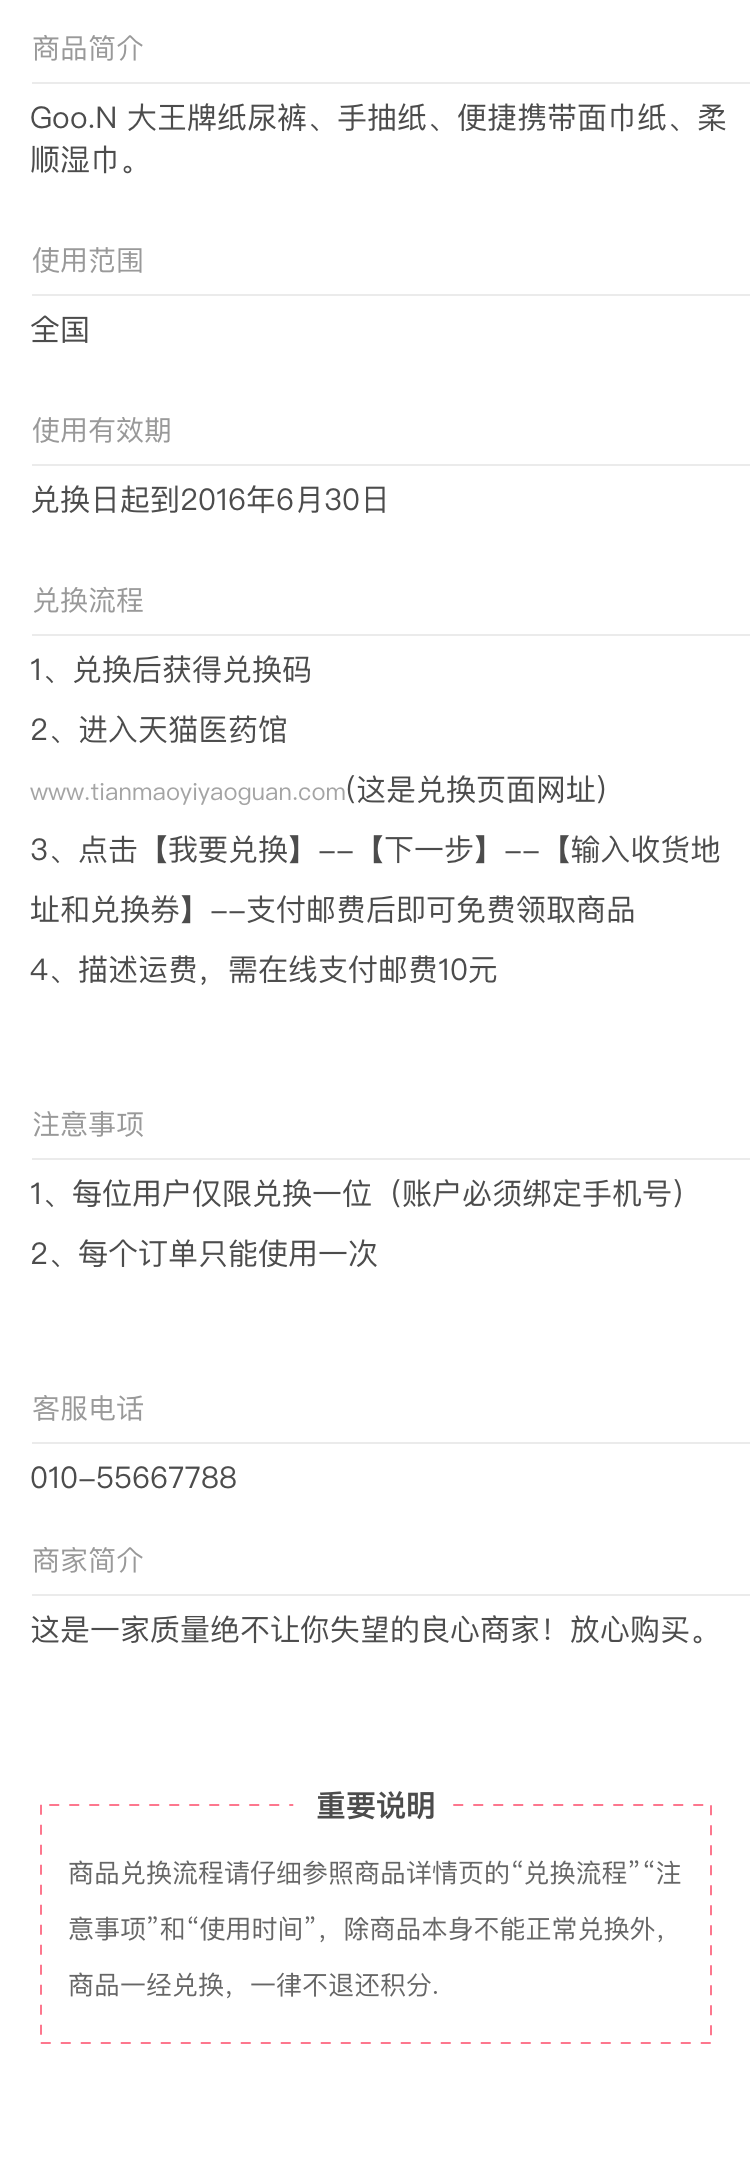 商品简介
Goo.N 大王牌纸尿裤、手抽纸、便捷携带面巾纸、柔
顺湿巾。
使用范围
全国
使用有效期
兑换日起到2016年6月30日
兑换流程
1、兑换后获得兑换码
2、进入天猫医药馆
www.tianmaoyiyaoguan.com(这是兑换页面网址)
3、点击【我要兑换】--【下一步】--【输入收货地
址和兑换券】--支付邮费后即可免费领取商品
4、描述运费，需在线支付邮费10元
注意事项
1、每位用户仅限兑换一位（账户必须绑定手机号）
2、每个订单只能使用一次
客服电话
010-55667788
商家简介
这是一家质量绝不让你失望的良心商家！放心购买。
重要说明
商品兑换流程请仔细参照商品详情页的“兑换流程”“注
意事项”和“使用时间”，除商品本身不能正常兑换外，
商品一经兑换，一律不退还积分.